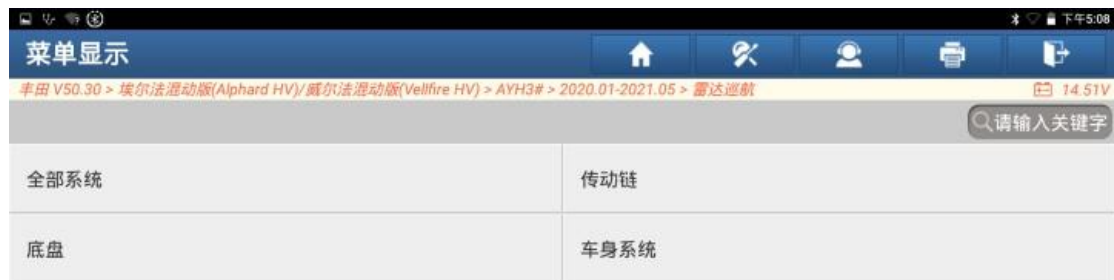 下午5:08
菜单显示
丰田 V50.30 > 埃尔法混动版(Alphard HV)/威尔法混动版(Vellfire HV) > AYH3# > 2020.01-2021.05 > 雷达巡航 14.51V
请输入关键字
全部系统 传动链
底盘 车身系统